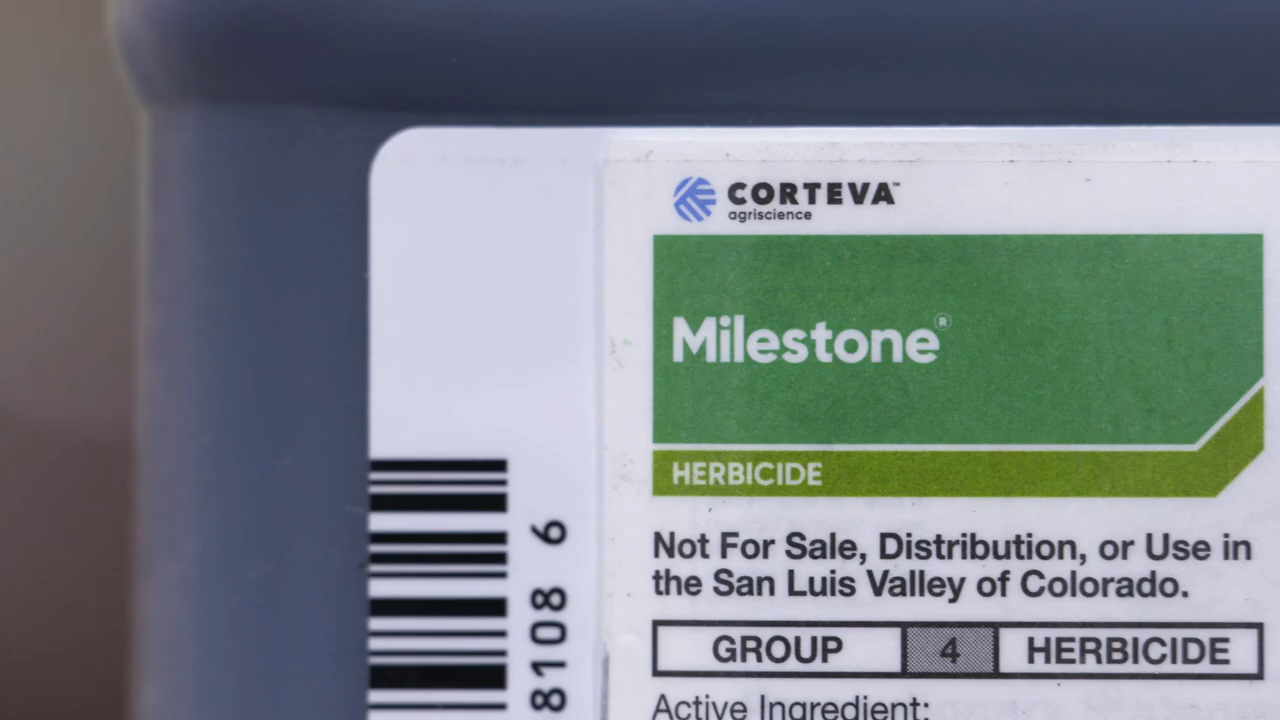 CORTEVA™
agriscience
Milestone®
HERBICIDE
Not For Sale, Distribution, or Use in
the San Luis Valley of Colorado.
GROUP 4 HERBICIDE
Active Ingredient:
8108 6